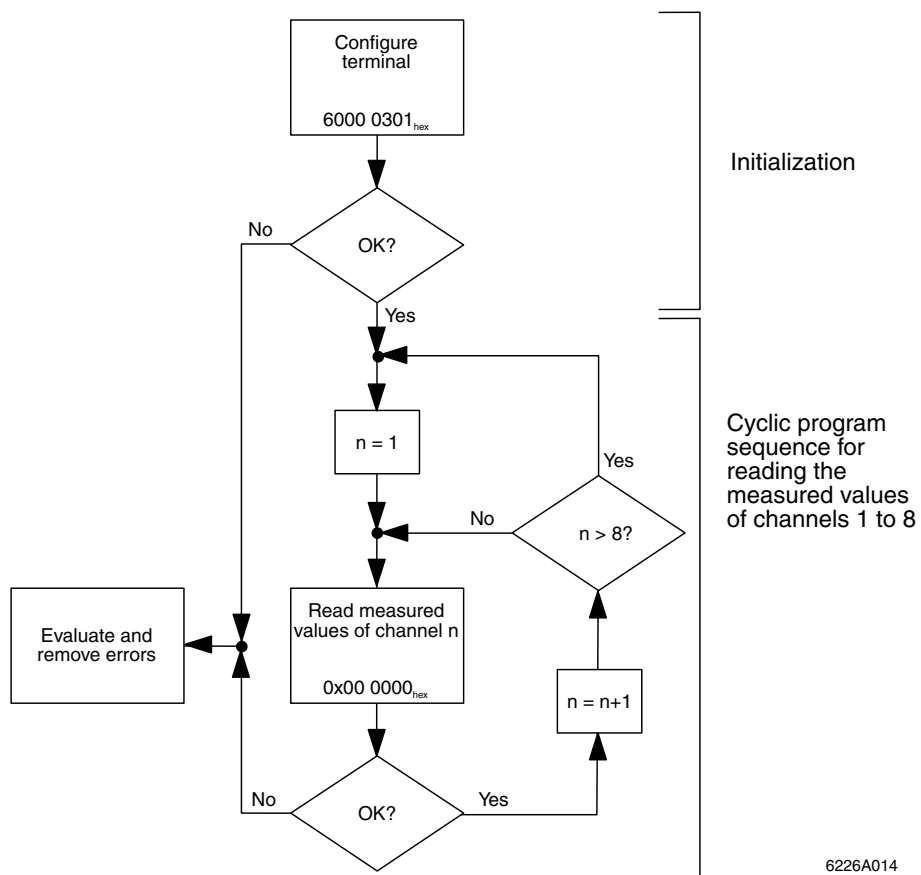 Configure
terminal
6000 0301hex
Initialization
No
OK?
Yes
n = 1
Cyclic program
sequence for
reading the
measured values
of channels 1 to 8
Yes
No
n > 8?
Read measured
values of channel n
0x00 0000hex
Evaluate and
remove errors
n = n+1
No
OK?
Yes
6226A014